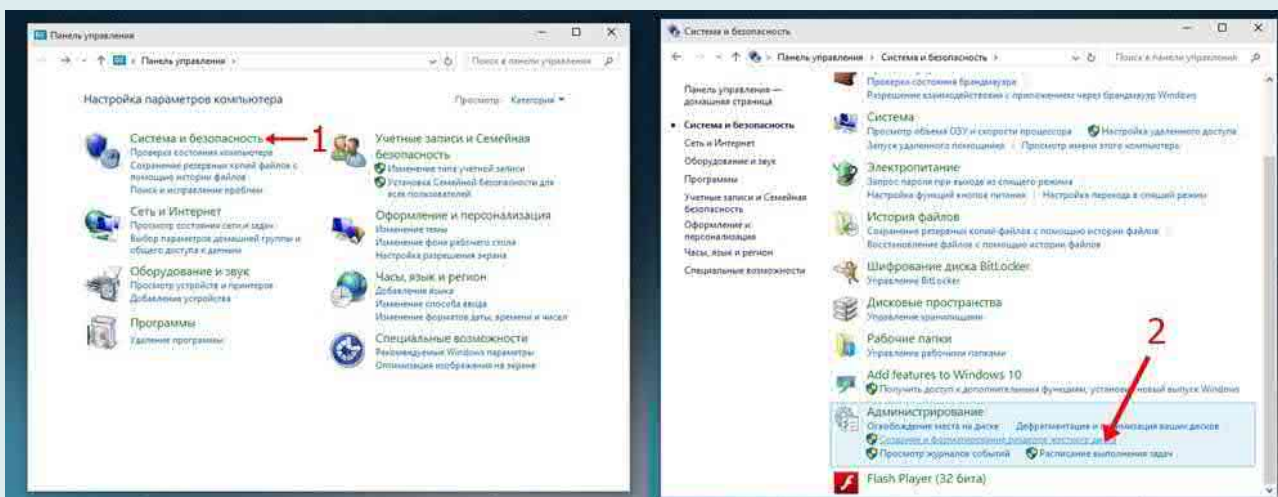 Панель управления
Панель управления
Поиск в панели управления
Настройка параметров компьютера
Просмотр: Категория
Система и безопасность
1
Проверка состояния компьютера
Сохранение резервных копий файлов с
помощью истории файлов
Поиск и исправление проблем
Сеть и Интернет
Просмотр состояния сети и задач
Выбор параметров домашней группы и
общего доступа к данным
Оборудование и звук
Просмотр устройств и принтеров
Добавление устройства
Программы
Удаление программы
Учетные записи и Семейная
безопасность
Изменение типа учетной записи
Установка Семейной безопасности для
всех пользователей
Оформление и персонализация
Изменение темы
Изменение фона рабочего стола
Настройка разрешения экрана
Часы, язык и регион
Добавление языка
Изменение способа ввода
Изменение форматов даты, времени и чисел
Специальные возможности
Рекомендуемые Windows параметры
Оптимизация изображения на экране
Система и безопасность
Панель управления Система и безопасность
Поиск в панели управления
Панель управления —
домашняя страница
Система и безопасность
Сеть и Интернет
Оборудование и звук
Программы
Учетные записи и Семейная
безопасность
Оформление и
персонализация
Часы, язык и регион
Специальные возможности
Проверка состояния брандмауэра
Разрешение взаимодействия с приложением через брандмауэр Windows
Система
Просмотр объема ОЗУ и скорости процессора Настройка удаленного доступа
Запуск удаленного помощника Просмотр имени этого компьютера
Электропитание
Запрос пароля при выходе из спящего режима
Настройка функций кнопок питания Настройка перехода в спящий режим
История файлов
Сохранение резервных копий файлов с помощью истории файлов
Восстановление файлов с помощью истории файлов
Шифрование диска BitLocker
Управление BitLocker
Дисковые пространства
Управление хранилищами
2
Рабочие папки
Управление рабочими папками
Add features to Windows 10
Получить доступ к дополнительным функциям, установив новый выпуск Windows
Администрирование
Освобождение места на диске Дефрагментация и оптимизация ваших дисков
Создание и форматирование разделов жесткого диска
Просмотр журналов событий Расписание выполнения задач
Flash Player (32 бита)